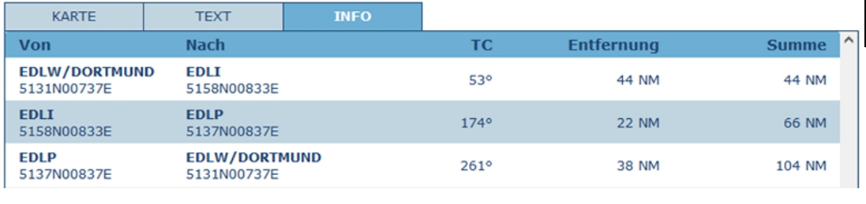 KARTE TEXT INFO
Von Nach TC Entfernung Summe
EDLW/DORTMUND EDLI 53° 44 NM 44 NM
5131N00737E 5158N00833E
EDLI EDLP 174° 22 NM 66 NM
5158N00833E 5137N00837E
EDLP EDLW/DORTMUND 261° 38 NM 104 NM
5137N00837E 5131N00737E